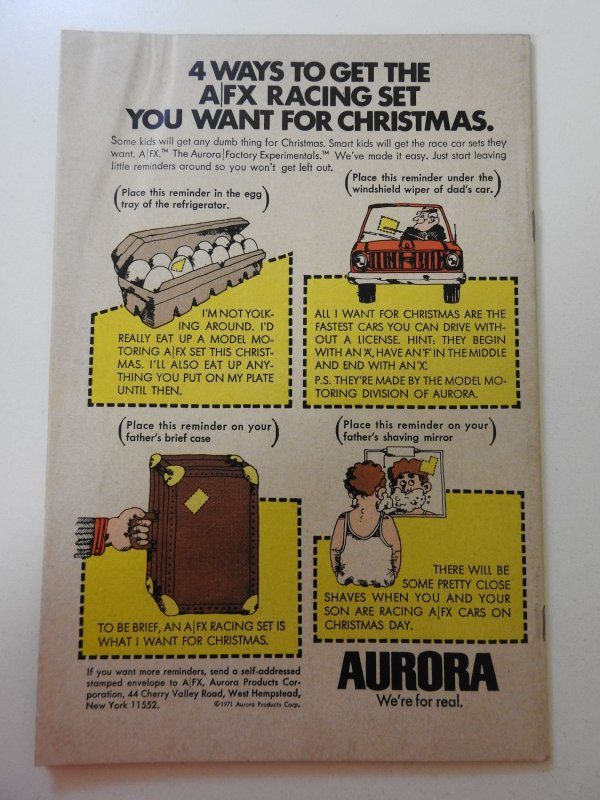 4 WAYS TO GET THE
A|FX RACING SET
YOU WANT FOR CHRISTMAS.
Some kids will get any dumb thing for Christmas. Smart kids will get the race car sets they
want. A|FX.™ The Aurora|Factory Experimentals.™ We've made it easy. Just start leaving
little reminders around so you won't get left out.
(Place this reminder in the egg
tray of the refrigerator.)
(Place this reminder under the
windshield wiper of dad's car.)
I'M NOT YOLK-
ING AROUND. I'D
REALLY EAT UP A MODEL MO-
TORING A|FX SET THIS CHRIST-
MAS. I'LL ALSO EAT UP ANY-
THING YOU PUT ON MY PLATE
UNTIL THEN.
ALL I WANT FOR CHRISTMAS ARE THE
FASTEST CARS YOU CAN DRIVE WITH-
OUT A LICENSE. HINT: THEY BEGIN
WITH AN 'A', HAVE AN 'F' IN THE MIDDLE
AND END WITH AN 'X'.
P.S. THEY'RE MADE BY THE MODEL MO-
TORING DIVISION OF AURORA.
(Place this reminder on your
father's brief case)
(Place this reminder on your
father's shaving mirror)
TO BE BRIEF, AN A|FX RACING SET IS
WHAT I WANT FOR CHRISTMAS.
THERE WILL BE
SOME PRETTY CLOSE
SHAVES WHEN YOU AND YOUR
SON ARE RACING A|FX CARS ON
CHRISTMAS DAY.
If you want more reminders, send a self-addressed
stamped envelope to A|FX, Aurora Products Cor-
poration, 44 Cherry Valley Road, West Hempstead,
New York 11552. ©1971 Aurora Products Corp.
AURORA
We're for real.